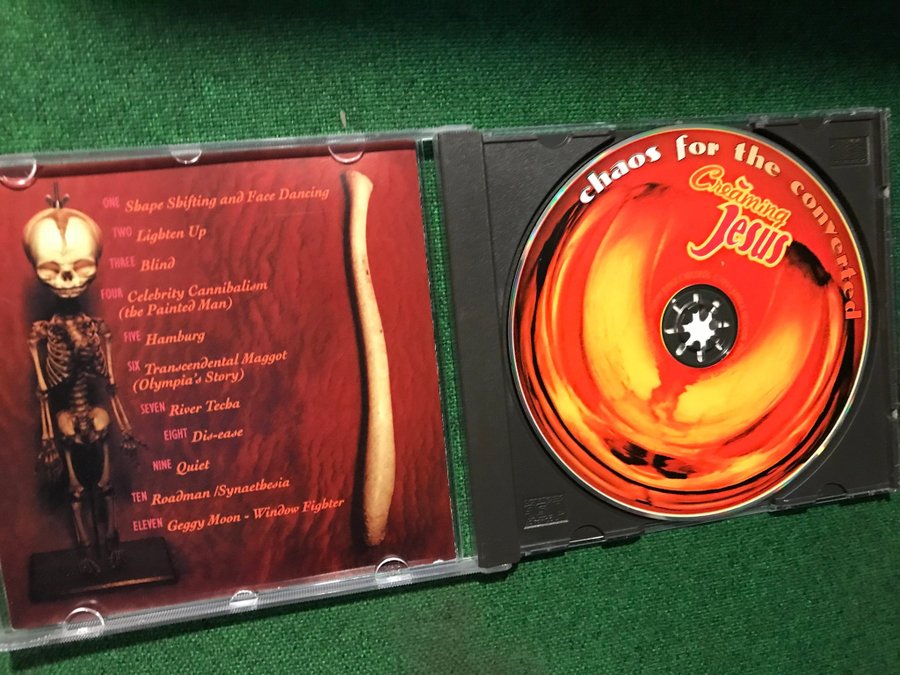 ONE Shape Shifting and Face Dancing
TWO Lighten Up
THREE Blind
FOUR Celebrity Cannibalism
(the Painted Man)
FIVE Hamburg
SIX Transcendental Maggot
(Olympia's Story)
SEVEN River Techa
EIGHT Dis-ease
NINE Quiet
TEN Roadman /Synaethesia
ELEVEN Geggy Moon - Window Fighter
chaos for the converted
Creaming
Jesus